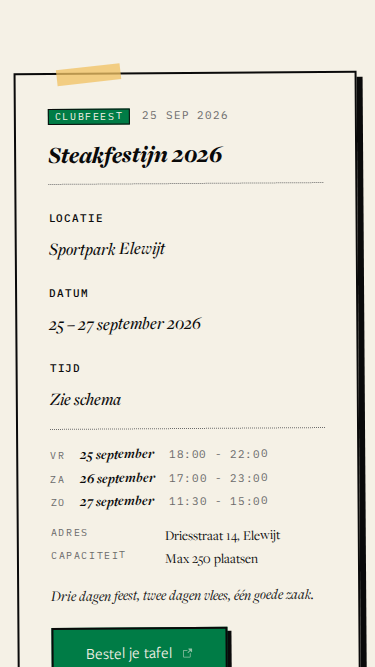 CLUBFEEST 25 SEP 2026
Steakfestijn 2026
LOCATIE
Sportpark Elewijt
DATUM
25 – 27 september 2026
TIJD
Zie schema
VR 25 september 18:00 - 22:00
ZA 26 september 17:00 - 23:00
ZO 27 september 11:30 - 15:00
ADRES Driesstraat 14, Elewijt
CAPACITEIT Max 250 plaatsen
Drie dagen feest, twee dagen vlees, één goede zaak.
Bestel je tafel